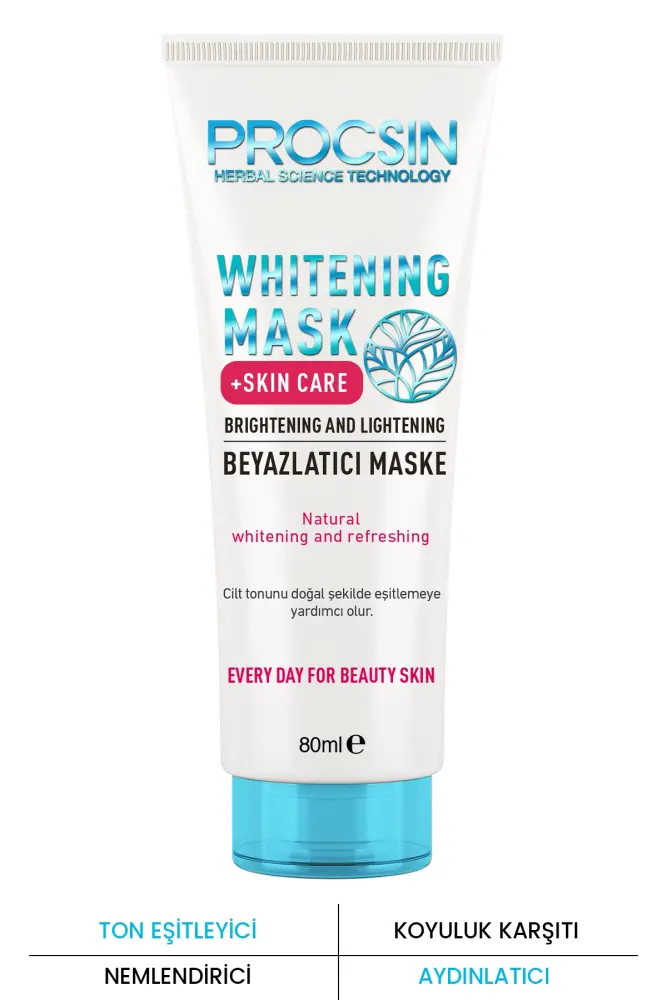 PROCSIN
HERBAL SCIENCE TECHNOLOGY
WHITENING
MASK
+SKIN CARE
BRIGHTENING AND LIGHTENING
BEYAZLATICI MASKE
Natural
whitening and refreshing
Cilt tonunu doğal şekilde eşitlemeye
yardımcı olur.
EVERY DAY FOR BEAUTY SKIN
80ml ℮
TON EŞİTLEYİCİ
KOYULUK KARŞITI
NEMLENDİRİCİ
AYDINLATICI